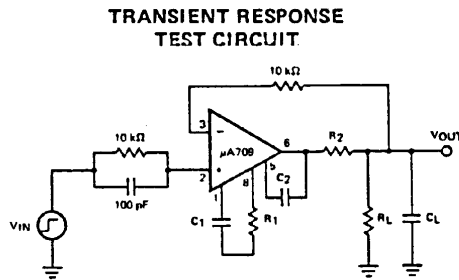 TRANSIENT RESPONSE
TEST CIRCUIT
10 kΩ
3
−
10 kΩ
μA709
6
R2
VOUT
2
+
5
C2
100 pF
1
8
VIN
C1
R1
RL
CL